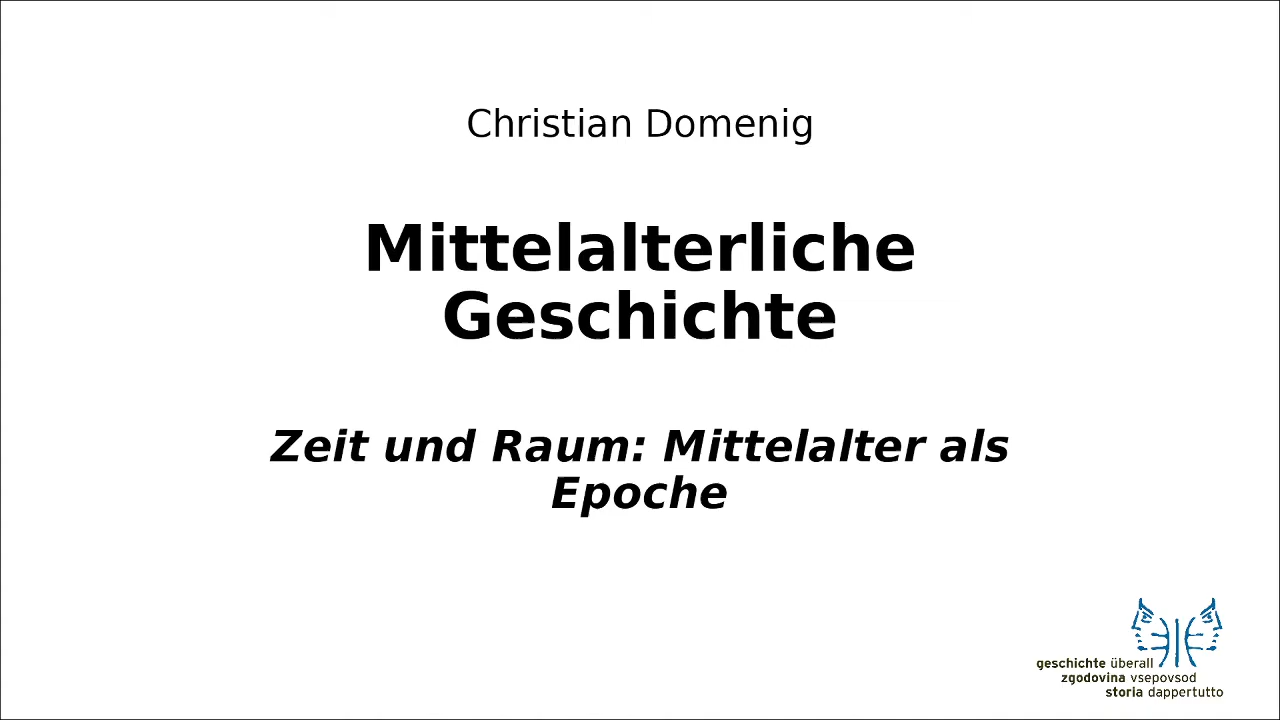 Christian Domenig
Mittelalterliche
Geschichte
Zeit und Raum: Mittelalter als
Epoche
geschichte überall
zgodovina vsepovsod
storia dappertutto